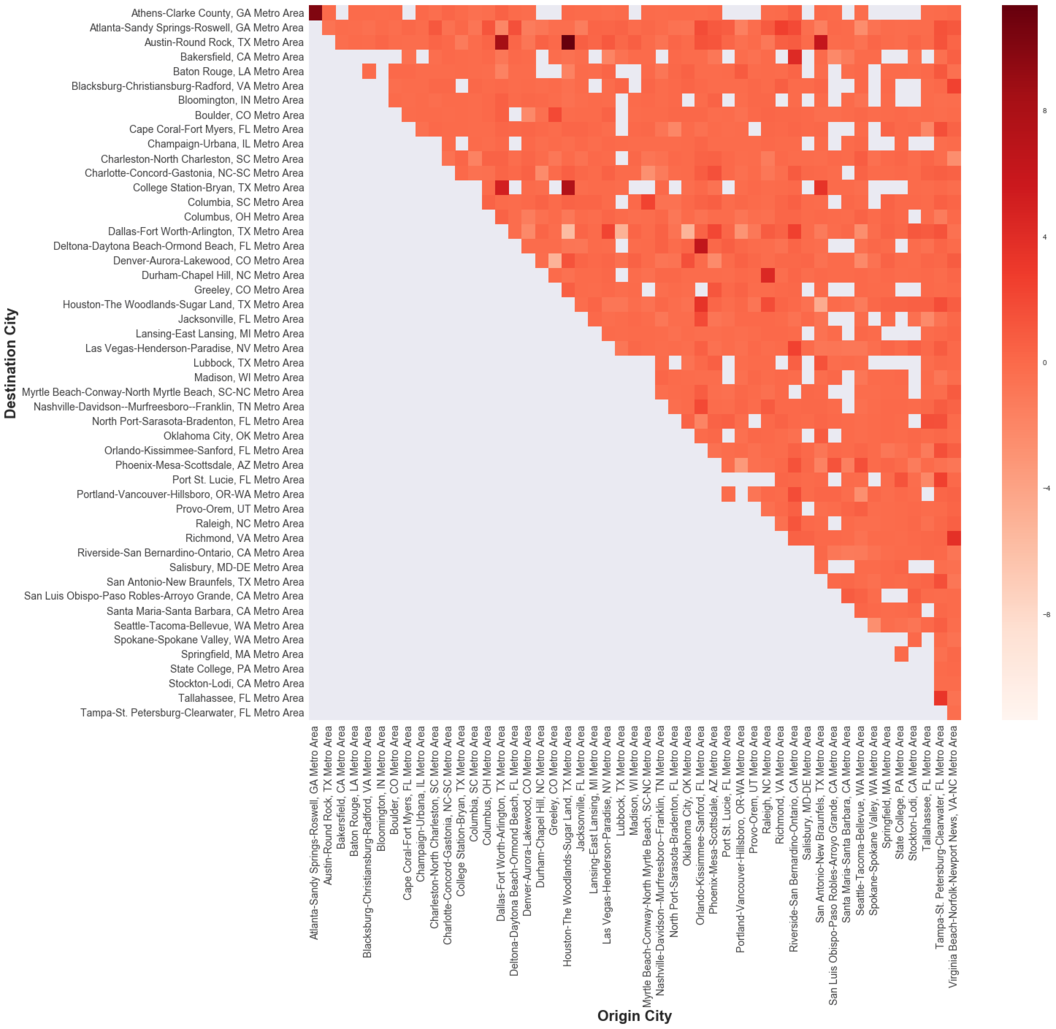 Athens-Clarke County, GA Metro Area
Atlanta-Sandy Springs-Roswell, GA Metro Area
Austin-Round Rock, TX Metro Area
Bakersfield, CA Metro Area
Baton Rouge, LA Metro Area
Blacksburg-Christiansburg-Radford, VA Metro Area
Bloomington, IN Metro Area
Boulder, CO Metro Area
Cape Coral-Fort Myers, FL Metro Area
Champaign-Urbana, IL Metro Area
Charleston-North Charleston, SC Metro Area
Charlotte-Concord-Gastonia, NC-SC Metro Area
College Station-Bryan, TX Metro Area
Columbia, SC Metro Area
Columbus, OH Metro Area
Dallas-Fort Worth-Arlington, TX Metro Area
Deltona-Daytona Beach-Ormond Beach, FL Metro Area
Denver-Aurora-Lakewood, CO Metro Area
Durham-Chapel Hill, NC Metro Area
Greeley, CO Metro Area
Houston-The Woodlands-Sugar Land, TX Metro Area
Jacksonville, FL Metro Area
Lansing-East Lansing, MI Metro Area
Las Vegas-Henderson-Paradise, NV Metro Area
Lubbock, TX Metro Area
Madison, WI Metro Area
Myrtle Beach-Conway-North Myrtle Beach, SC-NC Metro Area
Nashville-Davidson--Murfreesboro--Franklin, TN Metro Area
North Port-Sarasota-Bradenton, FL Metro Area
Oklahoma City, OK Metro Area
Orlando-Kissimmee-Sanford, FL Metro Area
Phoenix-Mesa-Scottsdale, AZ Metro Area
Port St. Lucie, FL Metro Area
Portland-Vancouver-Hillsboro, OR-WA Metro Area
Provo-Orem, UT Metro Area
Raleigh, NC Metro Area
Richmond, VA Metro Area
Riverside-San Bernardino-Ontario, CA Metro Area
Salisbury, MD-DE Metro Area
San Antonio-New Braunfels, TX Metro Area
San Luis Obispo-Paso Robles-Arroyo Grande, CA Metro Area
Santa Maria-Santa Barbara, CA Metro Area
Seattle-Tacoma-Bellevue, WA Metro Area
Spokane-Spokane Valley, WA Metro Area
Springfield, MA Metro Area
State College, PA Metro Area
Stockton-Lodi, CA Metro Area
Tallahassee, FL Metro Area
Tampa-St. Petersburg-Clearwater, FL Metro Area
Destination City
Atlanta-Sandy Springs-Roswell, GA Metro Area
Austin-Round Rock, TX Metro Area
Bakersfield, CA Metro Area
Baton Rouge, LA Metro Area
Blacksburg-Christiansburg-Radford, VA Metro Area
Bloomington, IN Metro Area
Boulder, CO Metro Area
Cape Coral-Fort Myers, FL Metro Area
Champaign-Urbana, IL Metro Area
Charleston-North Charleston, SC Metro Area
Charlotte-Concord-Gastonia, NC-SC Metro Area
College Station-Bryan, TX Metro Area
Columbia, SC Metro Area
Columbus, OH Metro Area
Dallas-Fort Worth-Arlington, TX Metro Area
Deltona-Daytona Beach-Ormond Beach, FL Metro Area
Denver-Aurora-Lakewood, CO Metro Area
Durham-Chapel Hill, NC Metro Area
Greeley, CO Metro Area
Houston-The Woodlands-Sugar Land, TX Metro Area
Jacksonville, FL Metro Area
Lansing-East Lansing, MI Metro Area
Las Vegas-Henderson-Paradise, NV Metro Area
Lubbock, TX Metro Area
Madison, WI Metro Area
Myrtle Beach-Conway-North Myrtle Beach, SC-NC Metro Area
Nashville-Davidson--Murfreesboro--Franklin, TN Metro Area
North Port-Sarasota-Bradenton, FL Metro Area
Oklahoma City, OK Metro Area
Orlando-Kissimmee-Sanford, FL Metro Area
Phoenix-Mesa-Scottsdale, AZ Metro Area
Port St. Lucie, FL Metro Area
Portland-Vancouver-Hillsboro, OR-WA Metro Area
Provo-Orem, UT Metro Area
Raleigh, NC Metro Area
Richmond, VA Metro Area
Riverside-San Bernardino-Ontario, CA Metro Area
Salisbury, MD-DE Metro Area
San Antonio-New Braunfels, TX Metro Area
San Luis Obispo-Paso Robles-Arroyo Grande, CA Metro Area
Santa Maria-Santa Barbara, CA Metro Area
Seattle-Tacoma-Bellevue, WA Metro Area
Spokane-Spokane Valley, WA Metro Area
Springfield, MA Metro Area
State College, PA Metro Area
Stockton-Lodi, CA Metro Area
Tallahassee, FL Metro Area
Tampa-St. Petersburg-Clearwater, FL Metro Area
Virginia Beach-Norfolk-Newport News, VA-NC Metro Area
Origin City
8
4
0
−4
−8